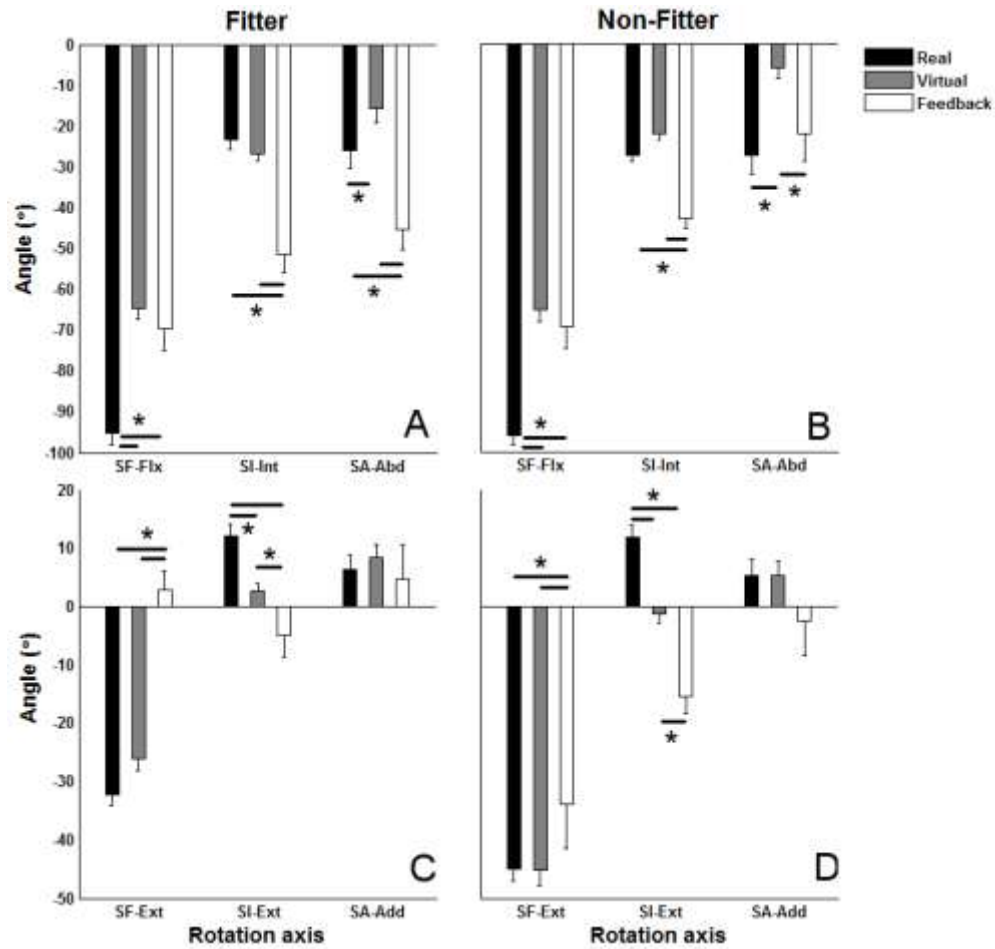 Fitter
Non-Fitter
Real
Virtual
Feedback
Angle (°)
0
-10
-20
-30
-40
-50
-60
-70
-80
-90
-100
*
*
*
*
A
*
*
*
*
B
SF-Flx SI-Int SA-Abd
SF-Flx SI-Int SA-Abd
Angle (°)
20
10
0
-10
-20
-30
-40
-50
*
*
*
C
*
*
*
D
SF-Ext SI-Ext SA-Add
SF-Ext SI-Ext SA-Add
Rotation axis
Rotation axis